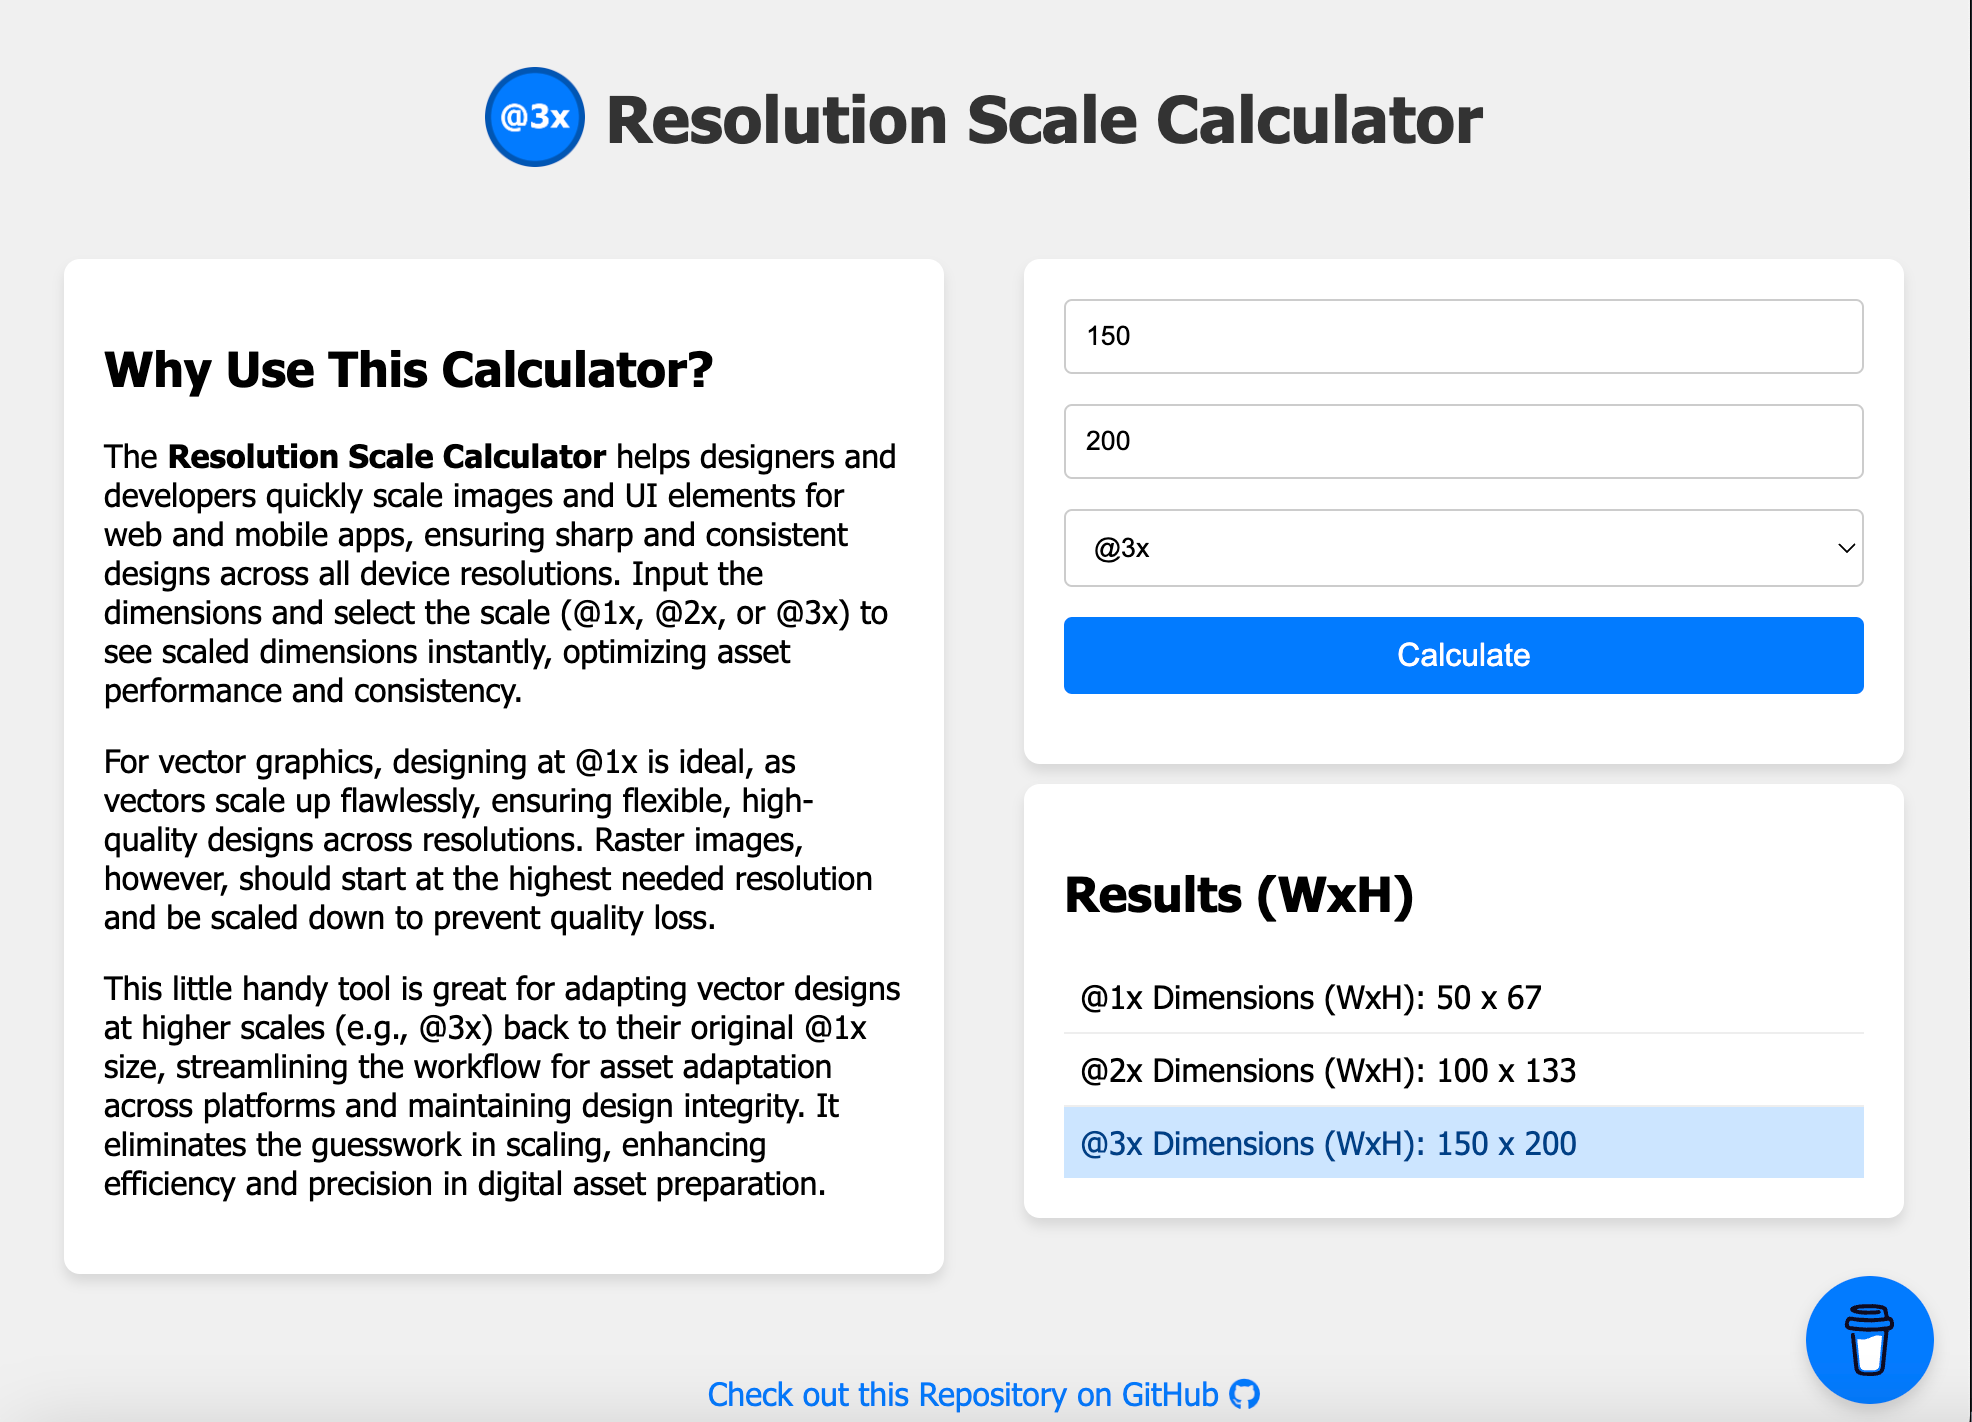 @3x Resolution Scale Calculator
Why Use This Calculator?
The Resolution Scale Calculator helps designers and
developers quickly scale images and UI elements for
web and mobile apps, ensuring sharp and consistent
designs across all device resolutions. Input the
dimensions and select the scale (@1x, @2x, or @3x) to
see scaled dimensions instantly, optimizing asset
performance and consistency.
For vector graphics, designing at @1x is ideal, as
vectors scale up flawlessly, ensuring flexible, high-
quality designs across resolutions. Raster images,
however, should start at the highest needed resolution
and be scaled down to prevent quality loss.
This little handy tool is great for adapting vector designs
at higher scales (e.g., @3x) back to their original @1x
size, streamlining the workflow for asset adaptation
across platforms and maintaining design integrity. It
eliminates the guesswork in scaling, enhancing
efficiency and precision in digital asset preparation.
150
200
@3x
Calculate
Results (WxH)
@1x Dimensions (WxH): 50 x 67
@2x Dimensions (WxH): 100 x 133
@3x Dimensions (WxH): 150 x 200
Check out this Repository on GitHub